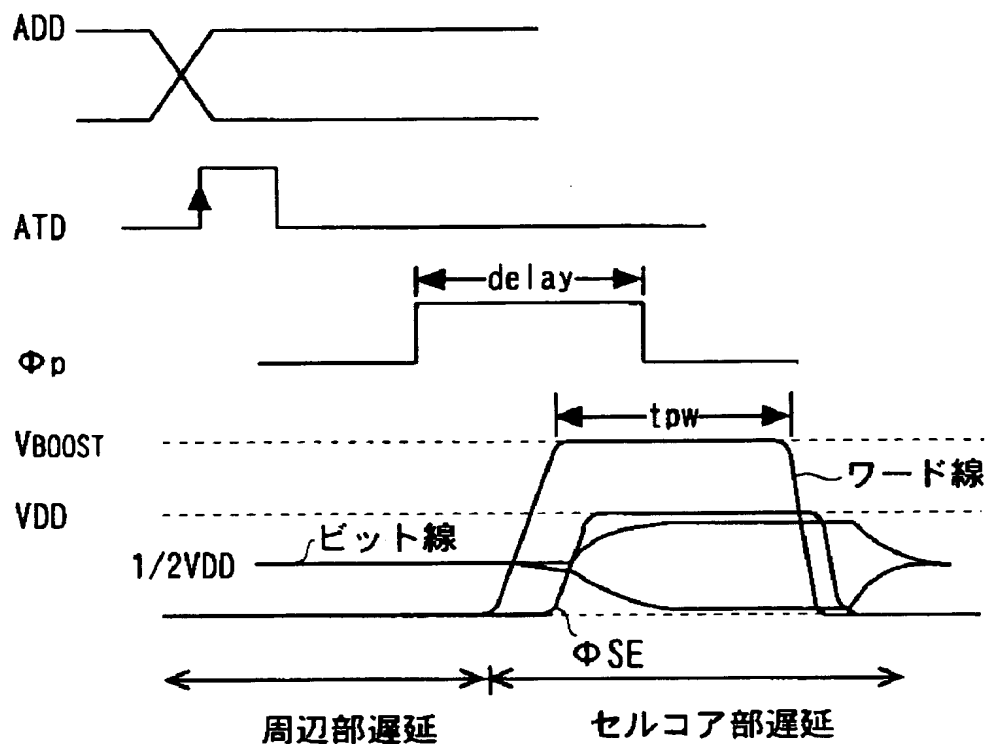 ADD
ATD
delay
Φp
tpw
VBOOST
ワード線
VDD
ビット線
1/2VDD
ΦSE
周辺部遅延
セルコア部遅延